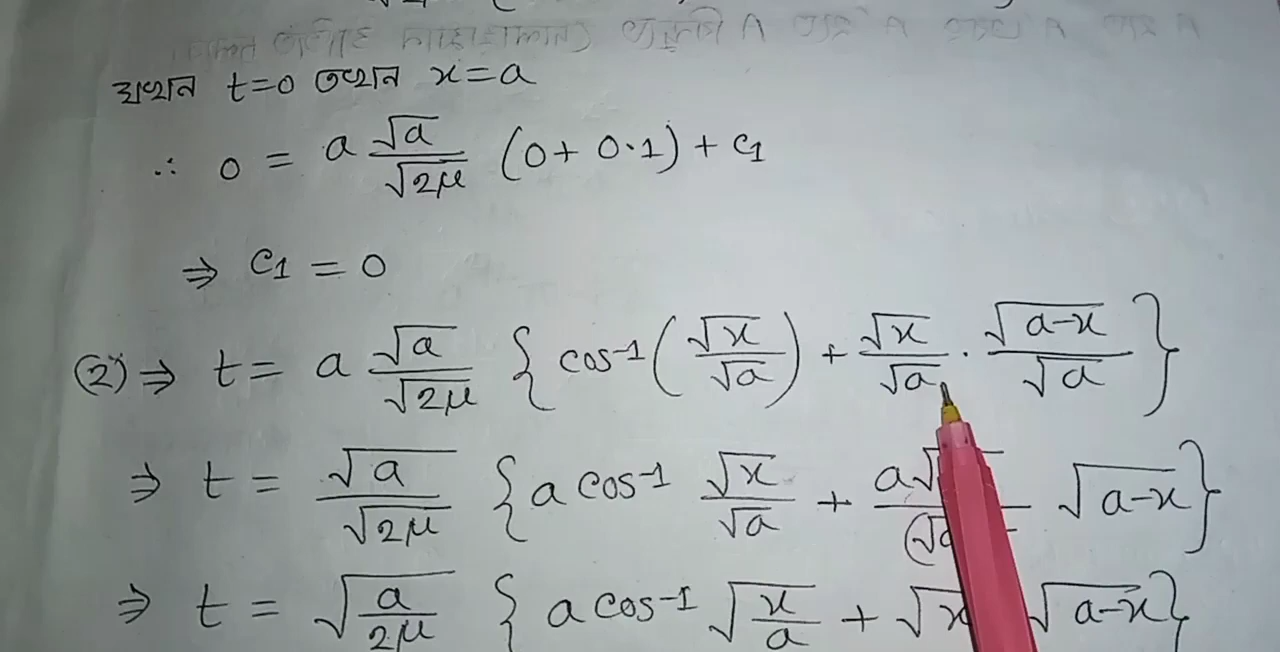 যখন t=0 তখন x=a
∴ 0 = a √a/√2μ (0+ 0·1) + c1
⇒ c1 = 0
(2) ⇒ t = a √a/√2μ { cos-1 (√x/√a) + √x/√a · √a-x/√a }
⇒ t = √a/√2μ { a cos-1 √x/√a + a√ /(√ √a-x }
⇒ t = √a/2μ { a cos-1 √x/a + √x √a-x }